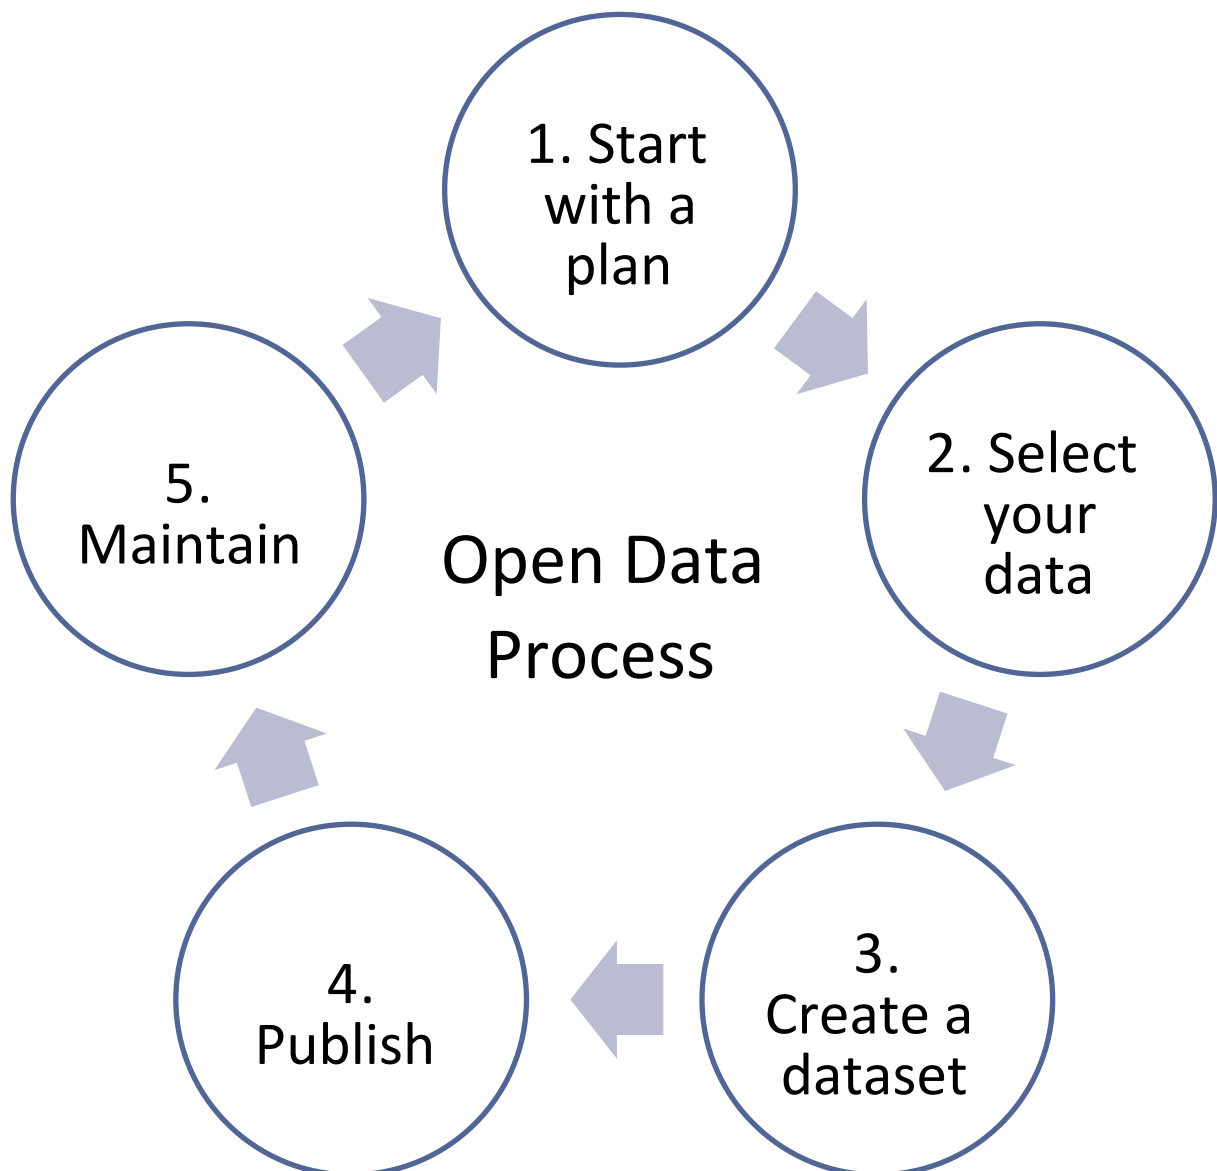 1. Start
with a
plan
2. Select
your
data
3.
Create a
dataset
4.
Publish
5.
Maintain
Open Data
Process